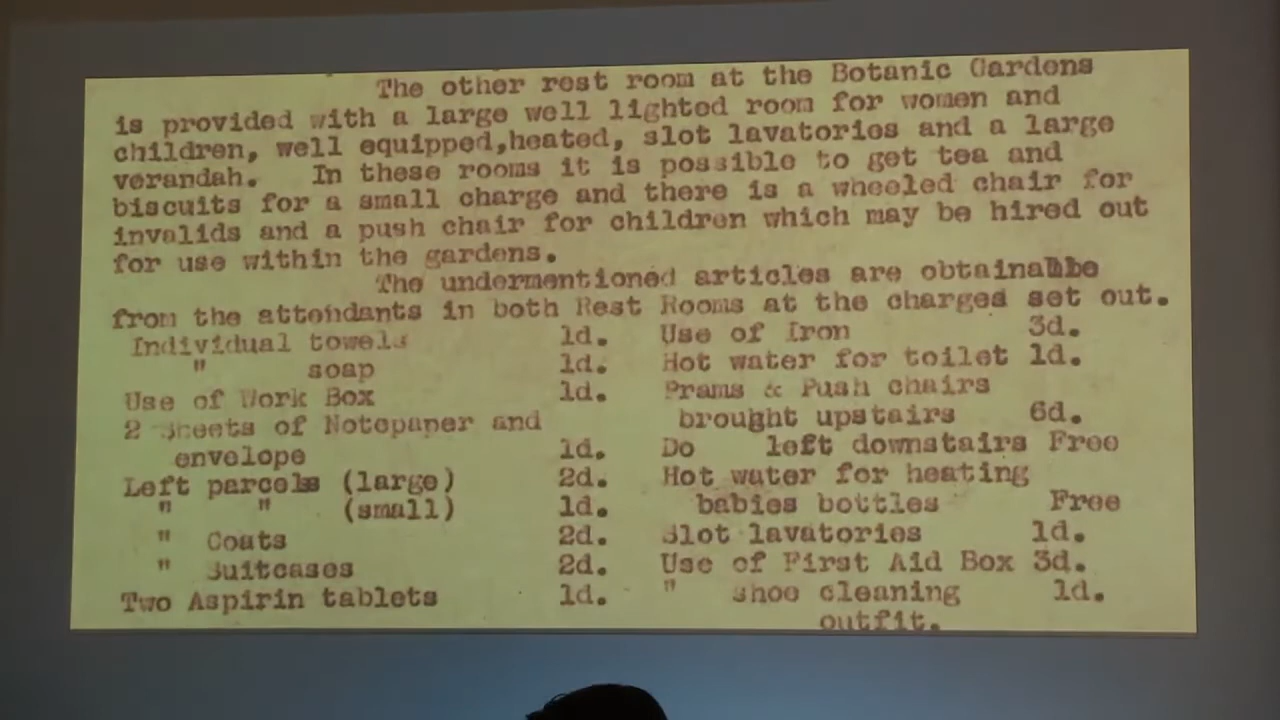 The other rest room at the Botanic Gardens
is provided with a large well lighted room for women and
children, well equipped,heated, slot lavatories and a large
verandah. In these rooms it is possible to get tea and
biscuits for a small charge and there is a wheeled chair for
invalids and a push chair for children which may be hired out
for use within the gardens.
The undermentioned articles are obtainable
from the attendants in both Rest Rooms at the charges set out.
Individual towels 1d. Use of Iron 3d.
" soap 1d. Hot water for toilet 1d.
Use of Work Box 1d. Prams & Push chairs
2 Sheets of Notepaper and brought upstairs 6d.
envelope 1d. Do left downstairs Free
Left parcels (large) 2d. Hot water for heating
" " (small) 1d. babies bottles Free
" Coats 2d. Slot lavatories 1d.
" Suitcases 2d. Use of First Aid Box 3d.
Two Aspirin tablets 1d. " shoe cleaning 1d.
outfit.